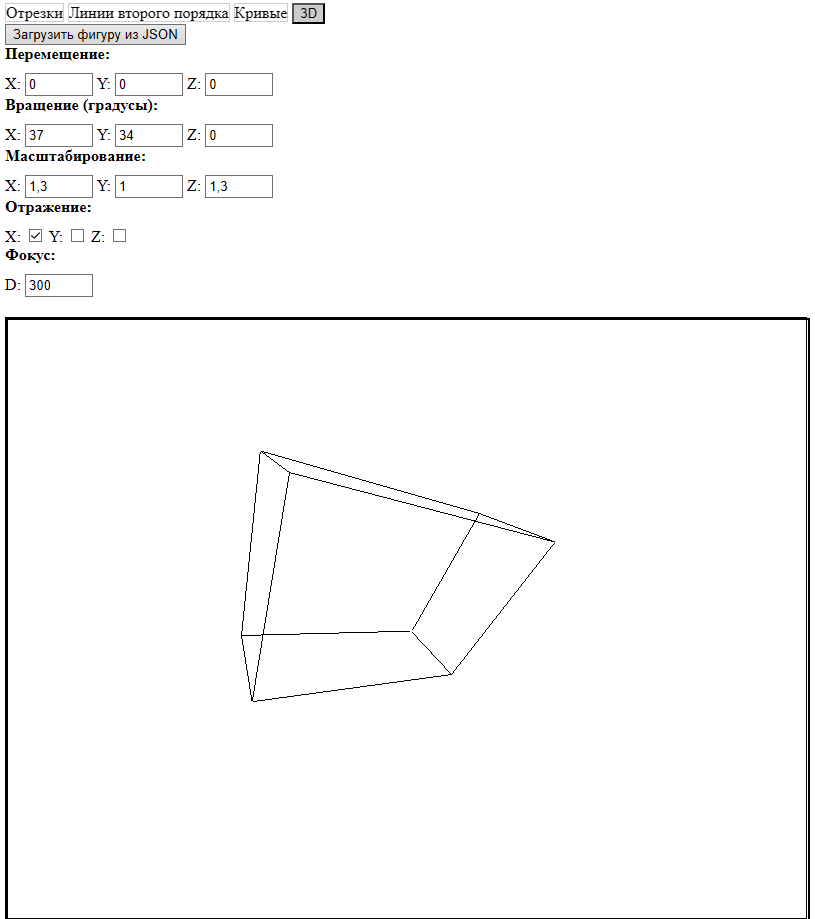 Отрезки Линии второго порядка Кривые 3D
Загрузить фигуру из JSON
Перемещение:
X: 0 Y: 0 Z: 0
Вращение (градусы):
X: 37 Y: 34 Z: 0
Масштабирование:
X: 1,3 Y: 1 Z: 1,3
Отражение:
X: Y: Z:
Фокус:
D: 300